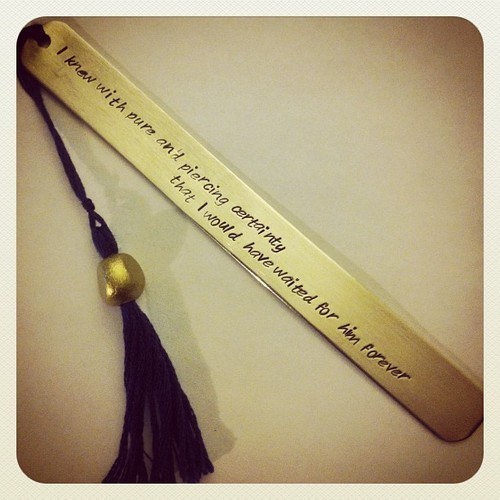 I knew with pure and piercing certainty
that I would have waited for him forever